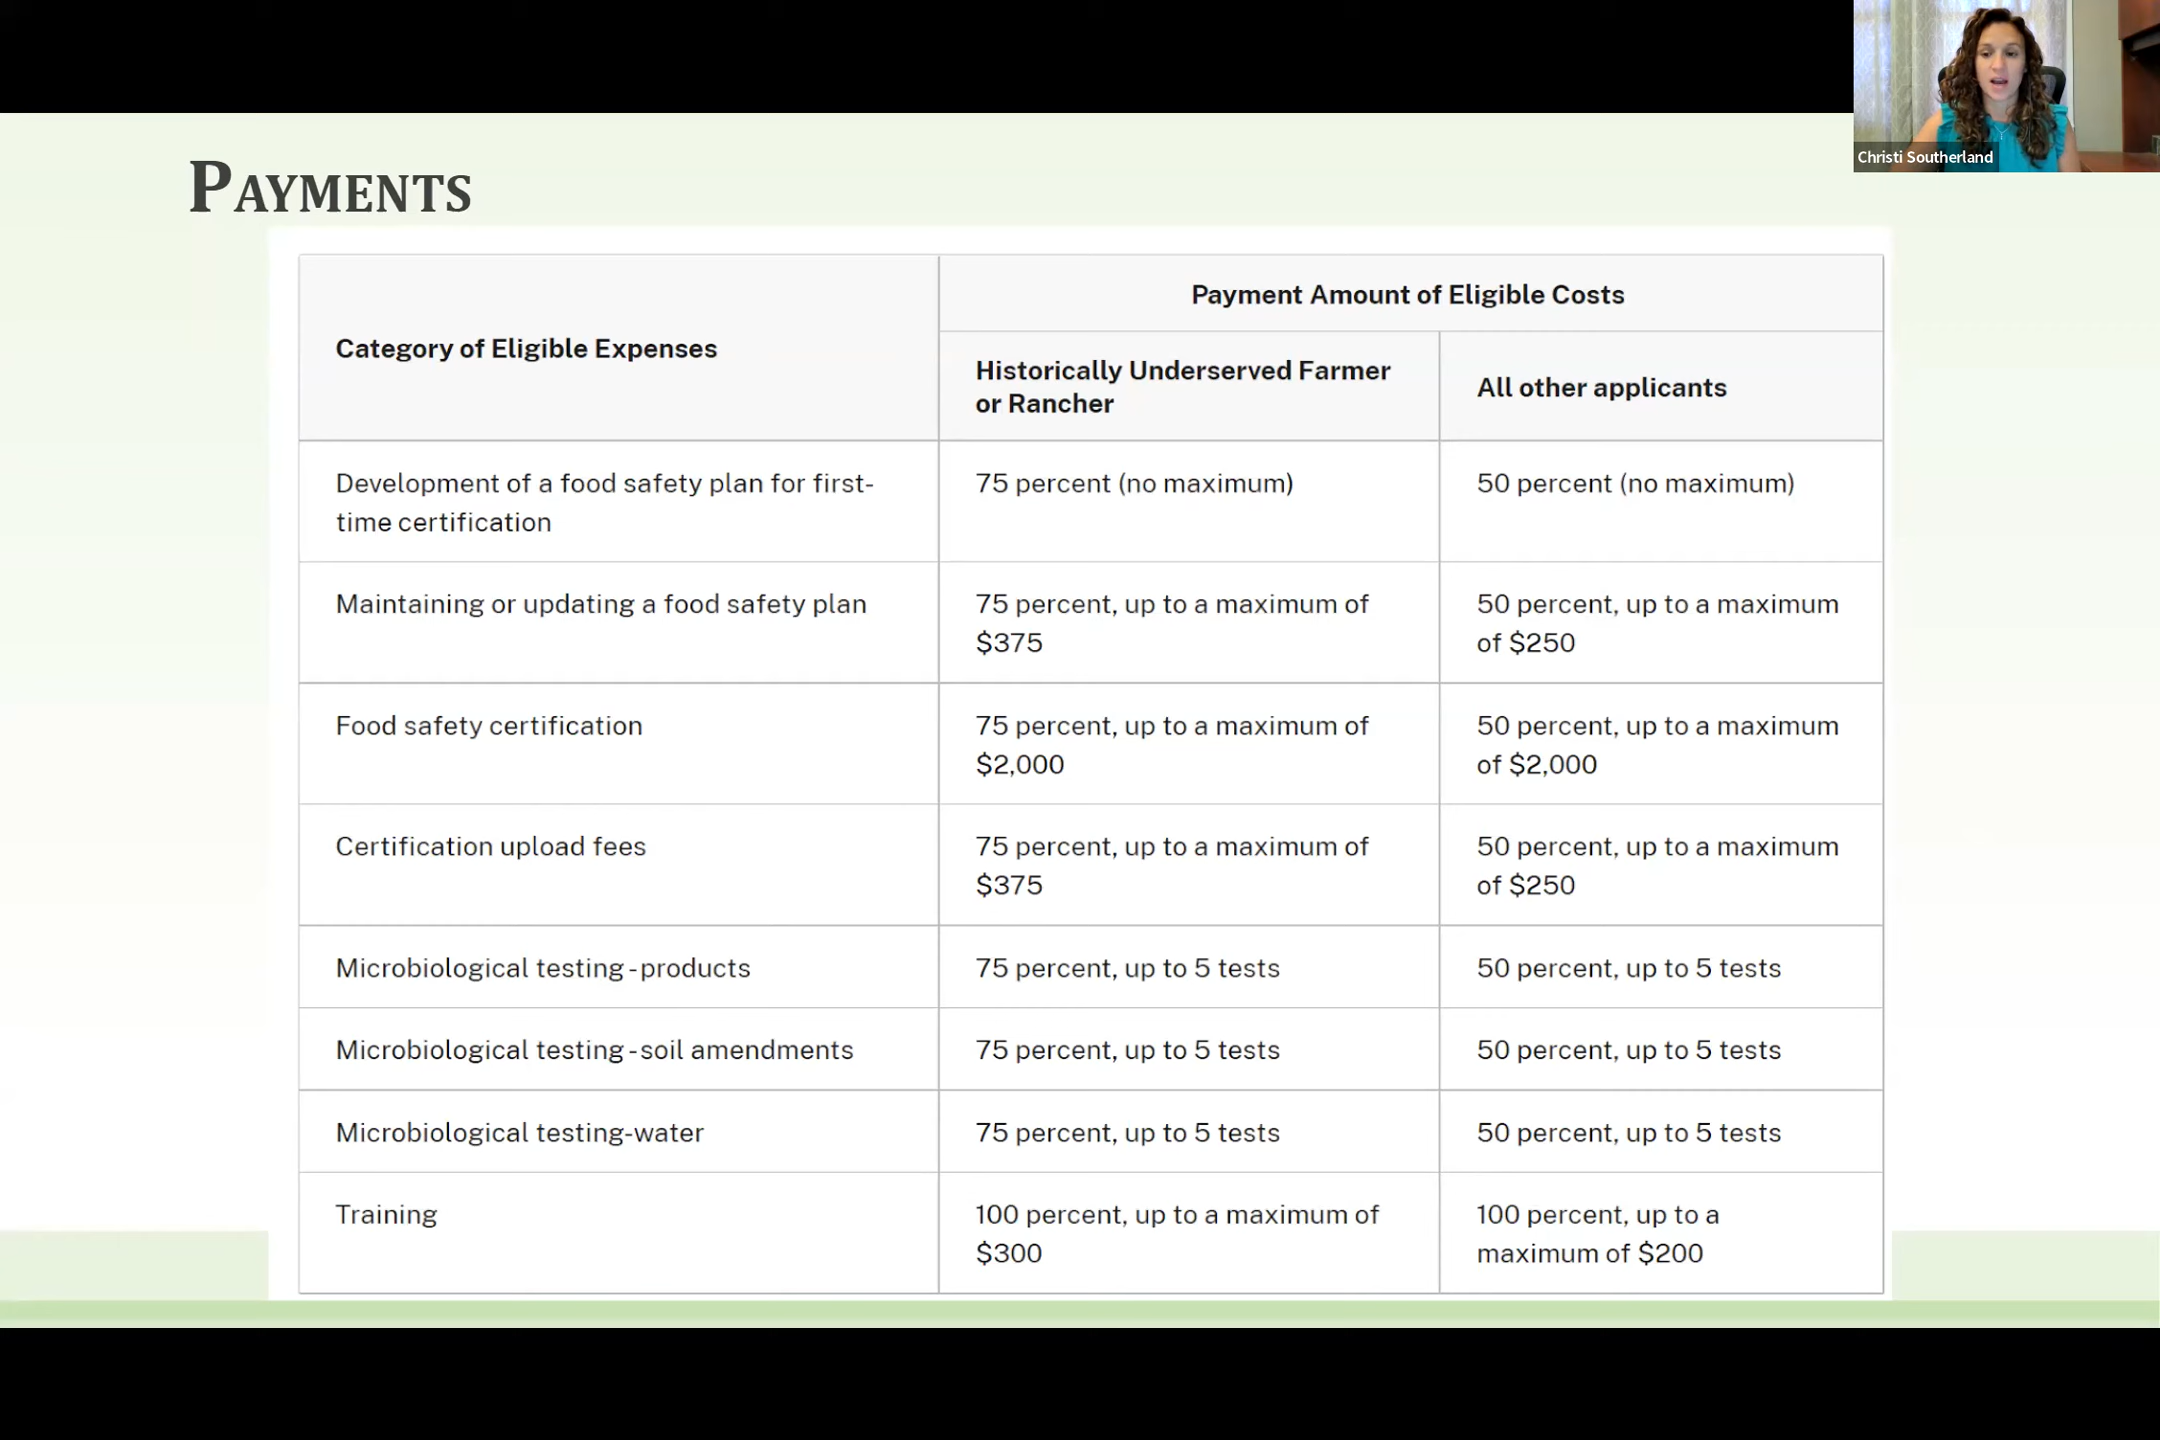 Christi Southerland
PAYMENTS
Category of Eligible Expenses
Payment Amount of Eligible Costs
Historically Underserved Farmer
or Rancher
All other applicants
Development of a food safety plan for first-
time certification
75 percent (no maximum)
50 percent (no maximum)
Maintaining or updating a food safety plan
75 percent, up to a maximum of
$375
50 percent, up to a maximum
of $250
Food safety certification
75 percent, up to a maximum of
$2,000
50 percent, up to a maximum
of $2,000
Certification upload fees
75 percent, up to a maximum of
$375
50 percent, up to a maximum
of $250
Microbiological testing-products
75 percent, up to 5 tests
50 percent, up to 5 tests
Microbiological testing-soil amendments
75 percent, up to 5 tests
50 percent, up to 5 tests
Microbiological testing-water
75 percent, up to 5 tests
50 percent, up to 5 tests
Training
100 percent, up to a maximum of
$300
100 percent, up to a
maximum of $200